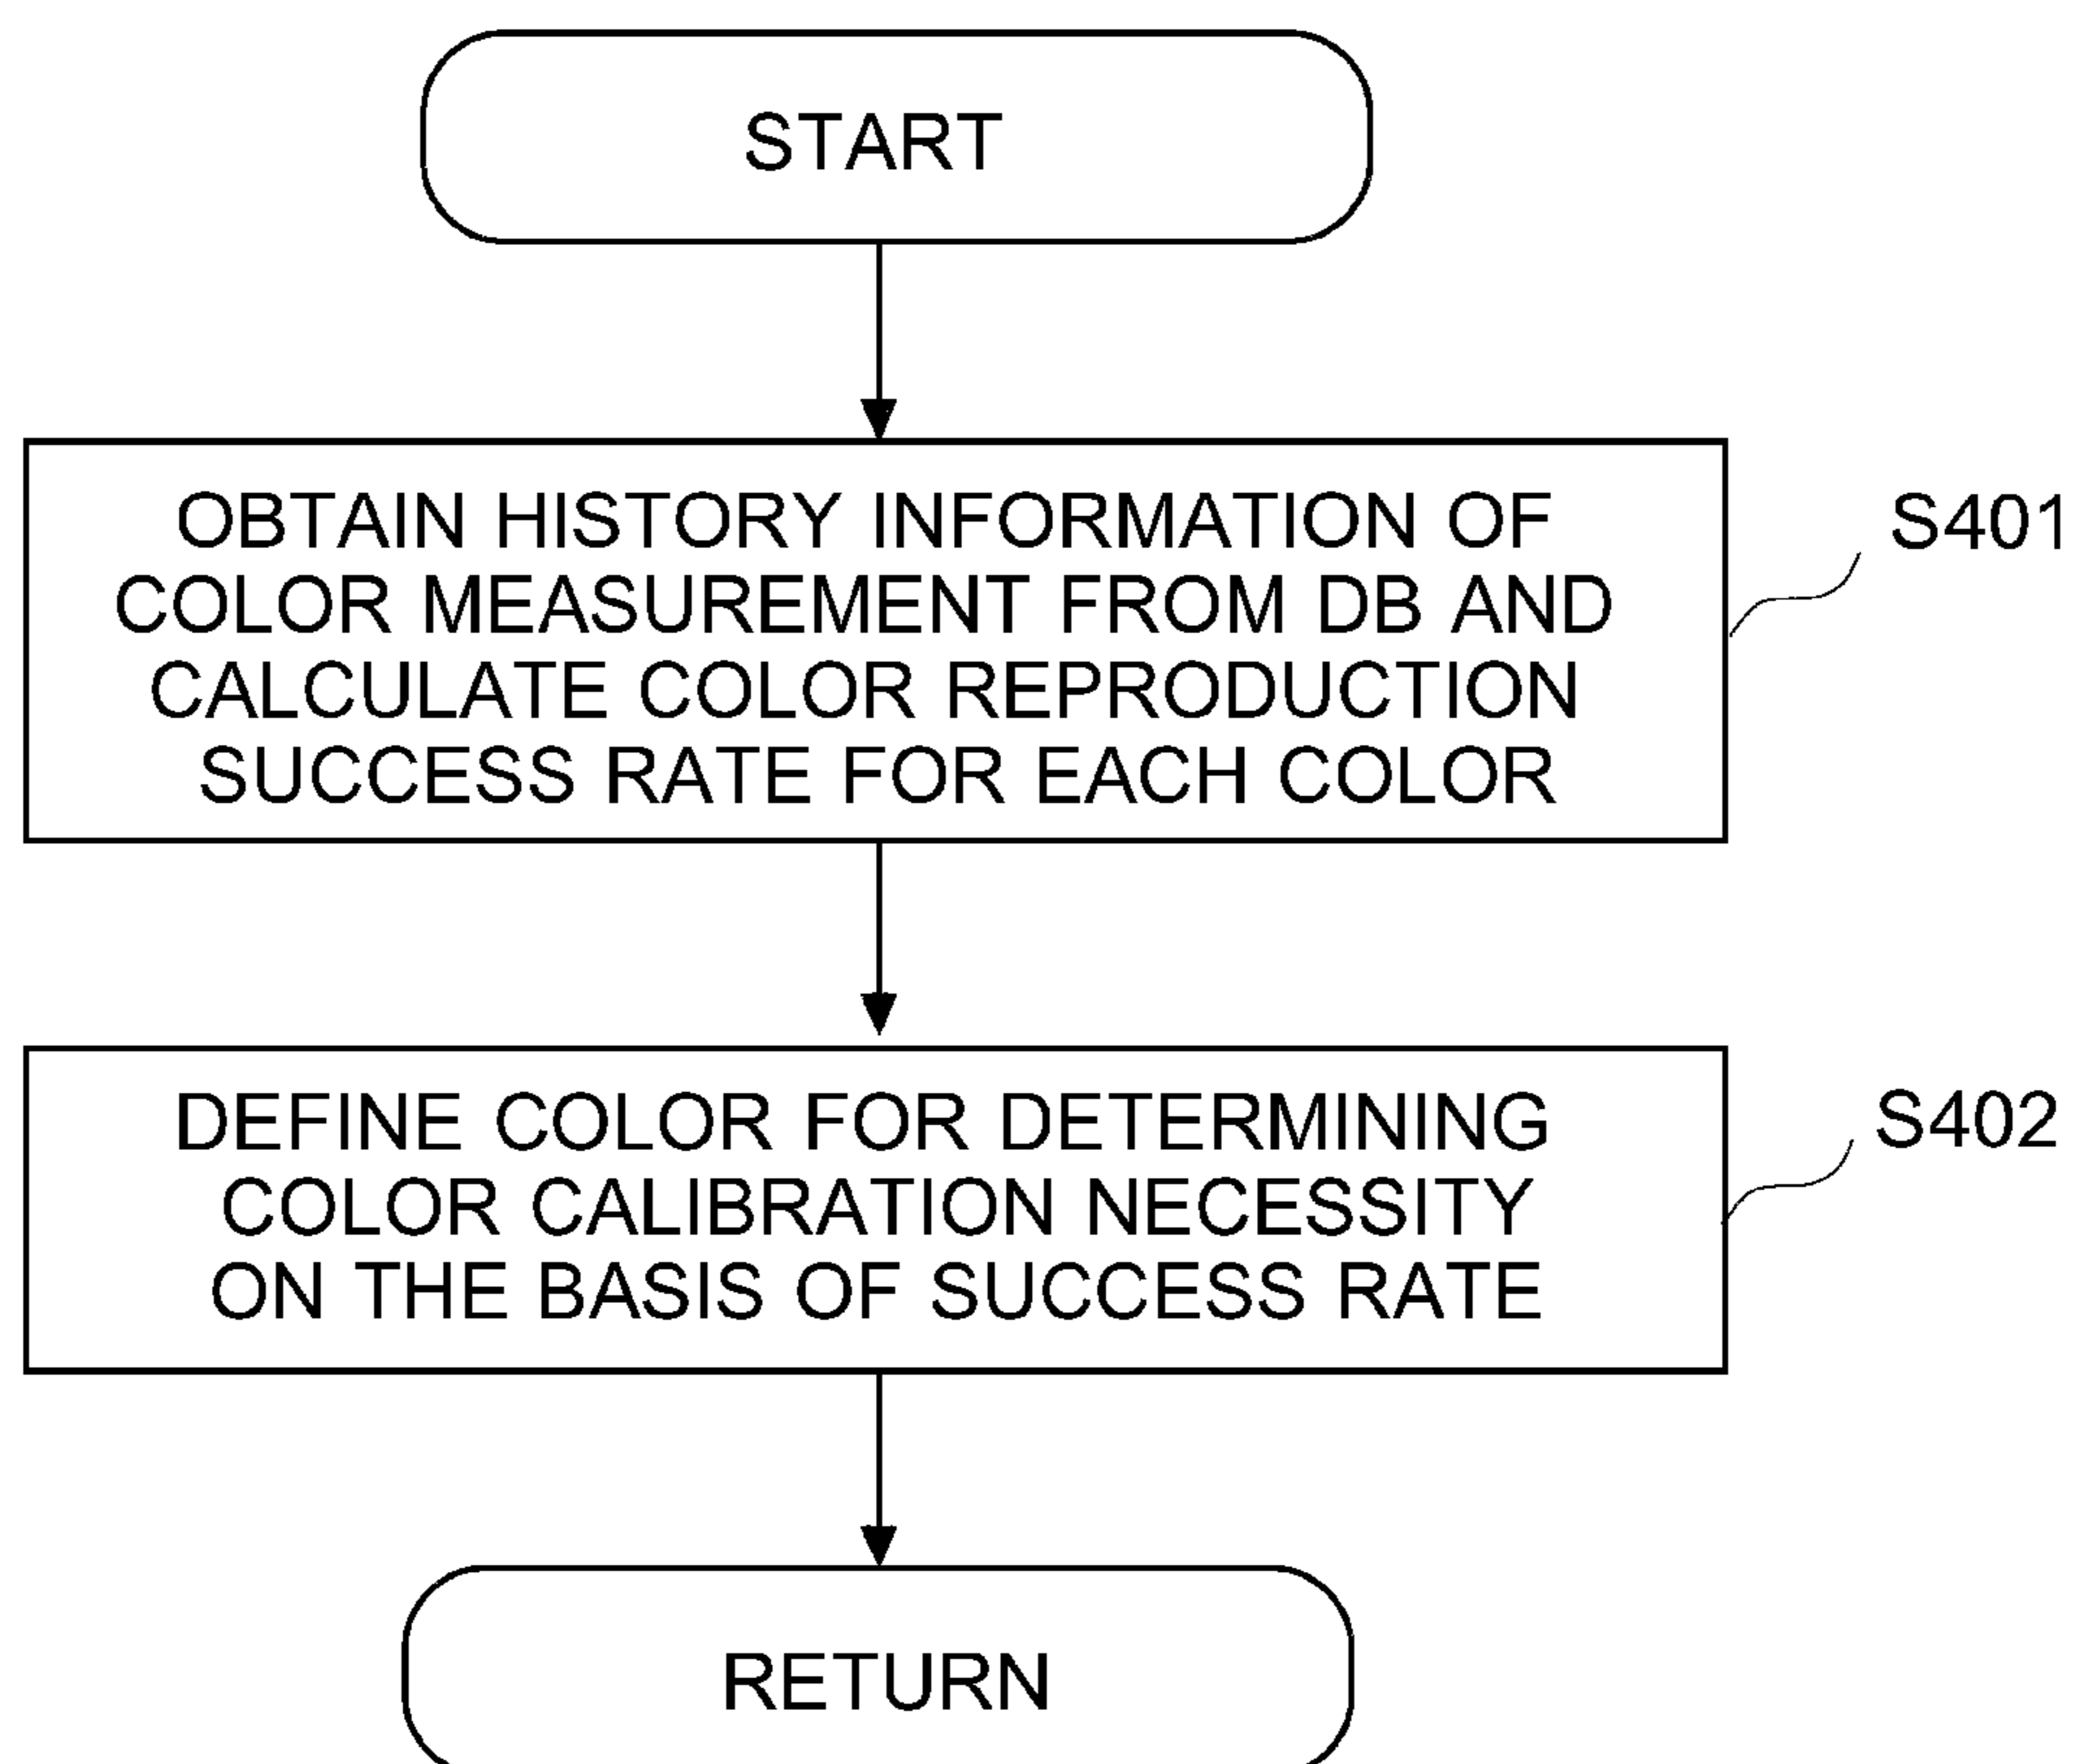 START
OBTAIN HISTORY INFORMATION OF
COLOR MEASUREMENT FROM DB AND
CALCULATE COLOR REPRODUCTION
SUCCESS RATE FOR EACH COLOR
S401
DEFINE COLOR FOR DETERMINING
COLOR CALIBRATION NECESSITY
ON THE BASIS OF SUCCESS RATE
S402
RETURN